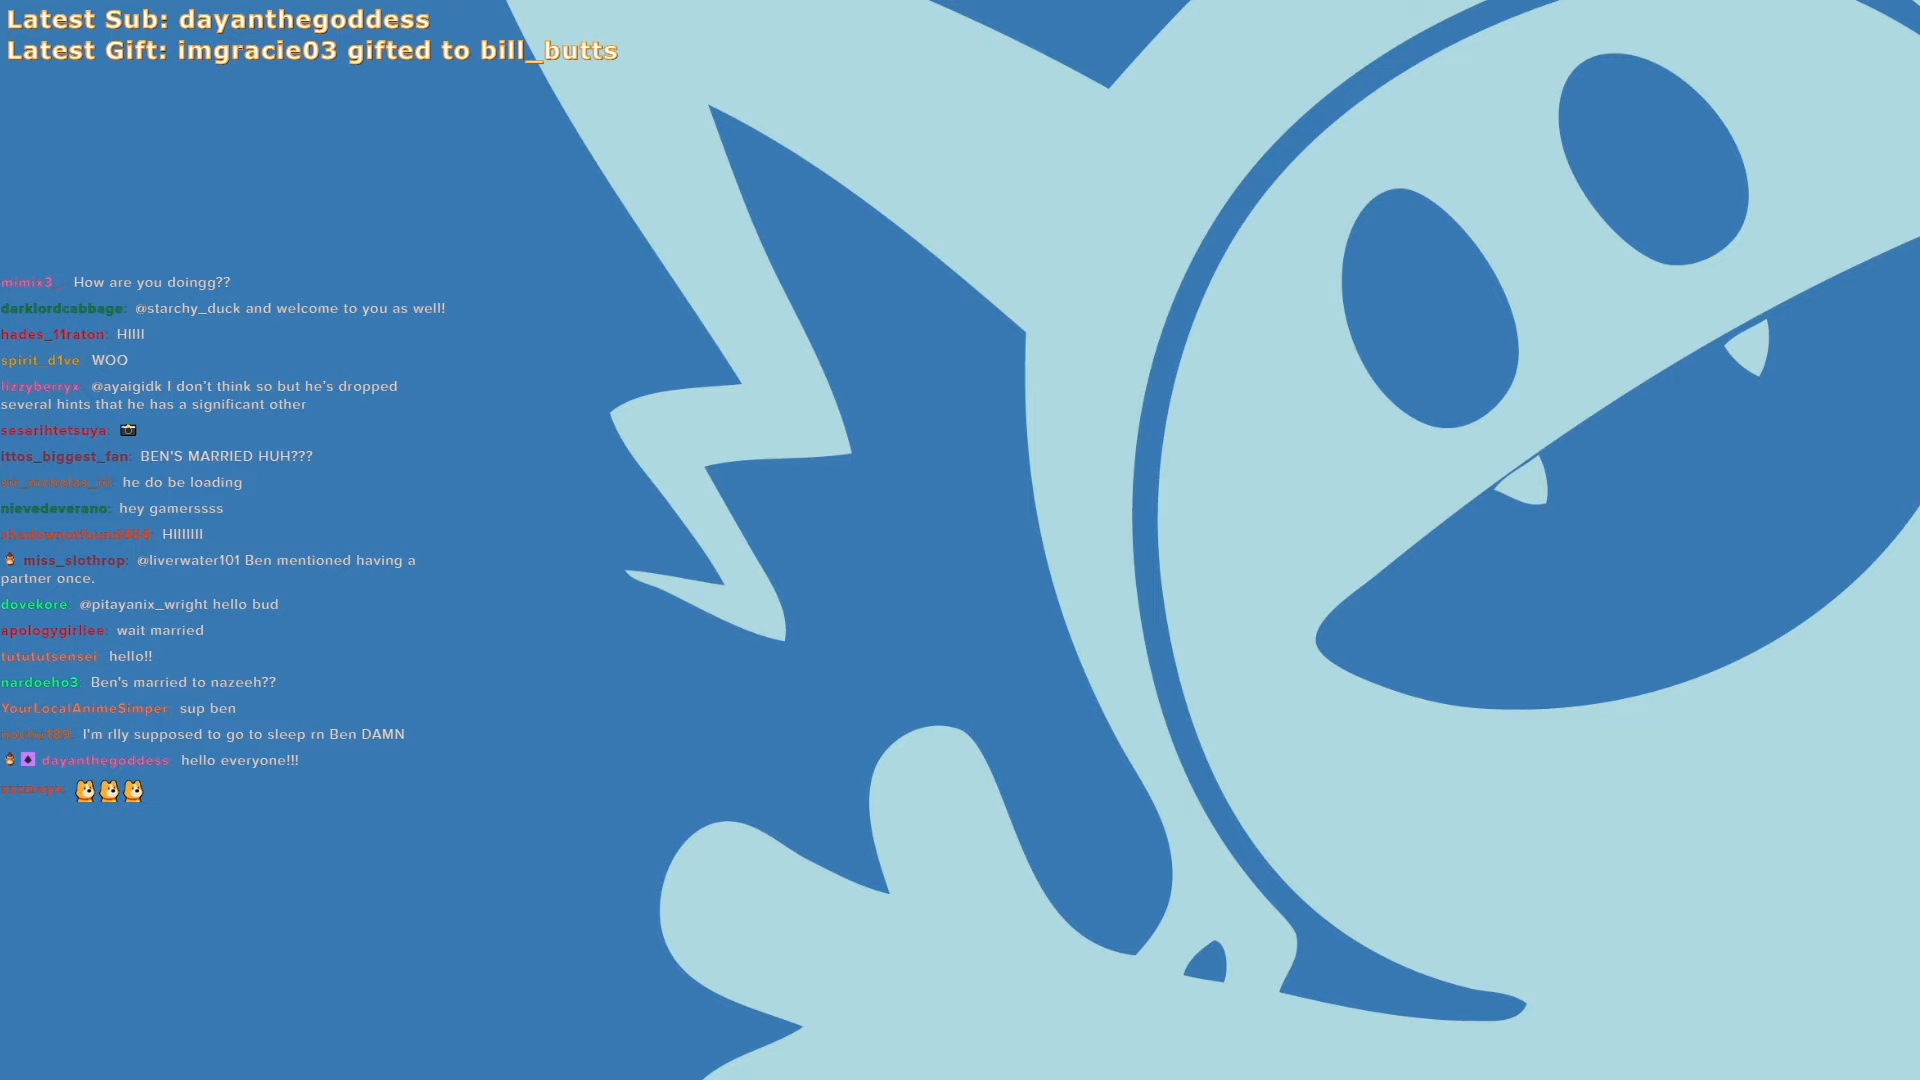 Latest Sub: dayanthegoddess
Latest Gift: imgracie03 gifted to bill_butts
mimix3_: How are you doingg??
darklordcabbage: @starchy_duck and welcome to you as well!
hades_11raton: HIIII
spirit_d1ve: WOO
lizzyberryx: @ayaigidk I don't think so but he's dropped
several hints that he has a significant other
seserihtetsuya:
ittos_biggest_fan: BEN'S MARRIED HUH???
he do be loading
nievedeverano: hey gamerssss
shadownotfound404: HIIIIIII
miss_slothrop: @liverwater101 Ben mentioned having a
partner once.
dovekore: @pitayanix_wright hello bud
apologygirliee: wait married
tutututsensei: hello!!
nardoeho3: Ben's married to nazeeh??
YourLocalAnimeSimper: sup ben
I'm rlly supposed to go to sleep rn Ben DAMN
dayanthegoddess: hello everyone!!!